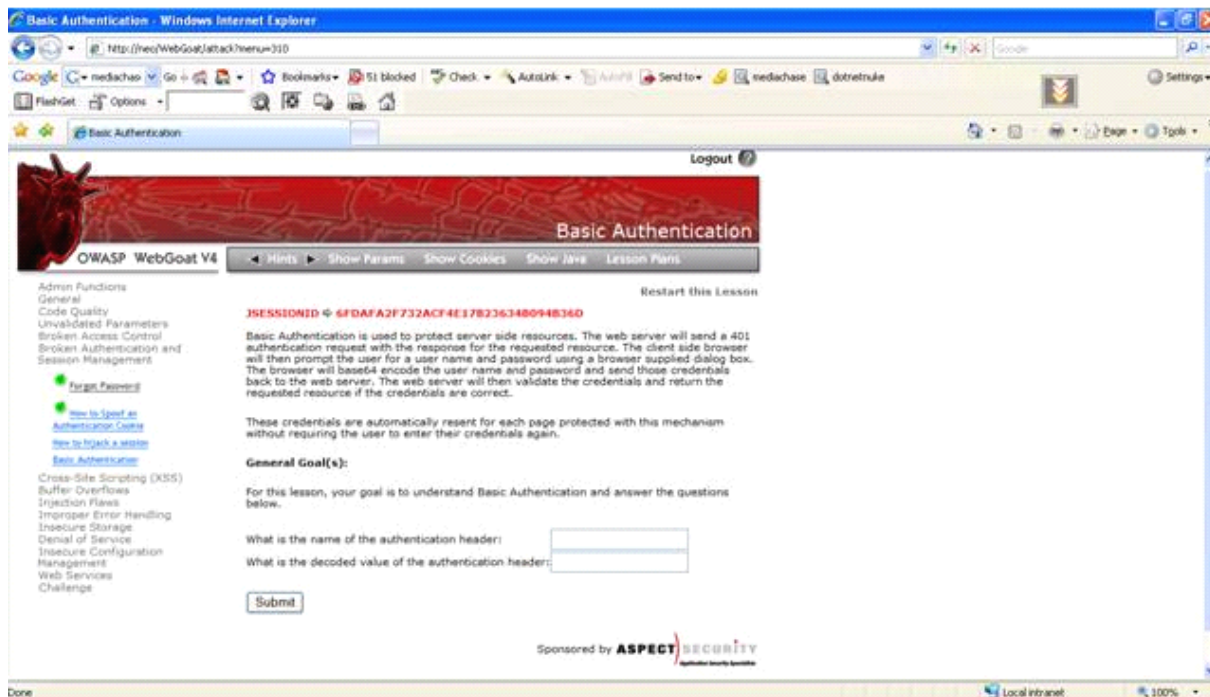 Basic Authentication - Windows Internet Explorer
http://neo/WebGoat/attack?menu=310
Google
Google mediachao Go Bookmarks 51 blocked Check AutoLink AutoFill Send to mediachase dotnetnuke Settings
FlashGet Options
Basic Authentication Page Tools
Logout ?
Basic Authentication
OWASP WebGoat V4 Hints Show Params Show Cookies Show Java Lesson Plans
Admin Functions
General
Code Quality
Unvalidated Parameters
Broken Access Control
Broken Authentication and
Session Management
Forgot Password
How to Spoof an
Authentication Cookie
How to hijack a session
Basic Authentication
Cross-Site Scripting (XSS)
Buffer Overflows
Injection Flaws
Improper Error Handling
Insecure Storage
Denial of Service
Insecure Configuration
Management
Web Services
Challenge
Restart this Lesson
JSESSIONID
Basic Authentication is used to protect server side resources. The web server will send a 401
authentication request with the response for the requested resource. The client side browser
will then prompt the user for a user name and password using a browser supplied dialog box.
The browser will base64 encode the user name and password and send those credentials
back to the web server. The web server will then validate the credentials and return the
requested resource if the credentials are correct.
These credentials are automatically resent for each page protected with this mechanism
without requiring the user to enter their credentials again.
General Goal(s):
For this lesson, your goal is to understand Basic Authentication and answer the questions
below.
What is the name of the authentication header:
What is the decoded value of the authentication header:
Submit
Sponsored by ASPECT SECURITY
Application Security Specialists
Done Local intranet 100%